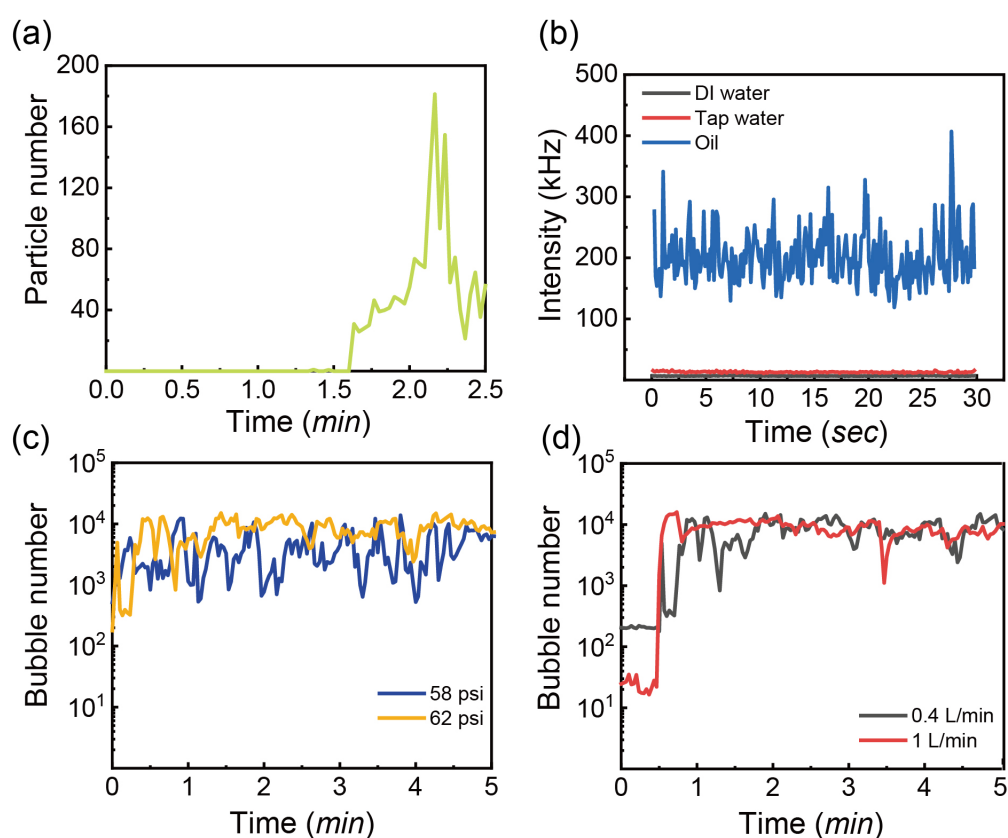 (a)
200
160
120
80
40
Particle number
0.0 0.5 1.0 1.5 2.0 2.5
Time (min)
(b)
500
400
300
200
100
Intensity (kHz)
DI water
Tap water
Oil
0 5 10 15 20 25 30
Time (sec)
(c)
10^5
10^4
10^3
10^2
10^1
Bubble number
58 psi
62 psi
0 1 2 3 4 5
Time (min)
(d)
10^5
10^4
10^3
10^2
10^1
Bubble number
0.4 L/min
1 L/min
0 1 2 3 4 5
Time (min)